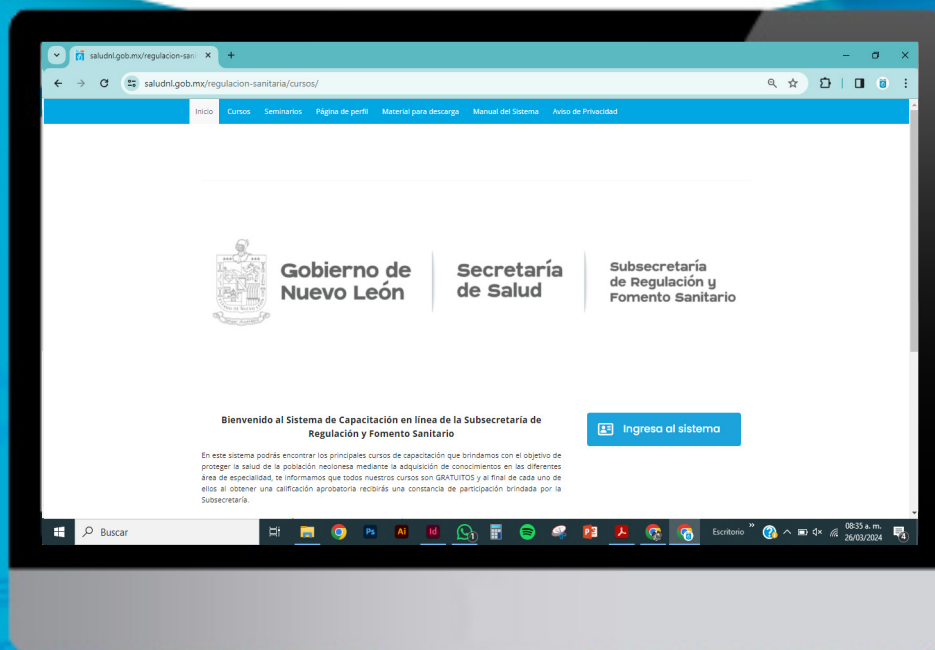 saludnl.gob.mx/regulacion-sani
saludnl.gob.mx/regulacion-sanitaria/cursos/
Inicio Cursos Seminarios Página de perfil Material para descarga Manual del Sistema Aviso de Privacidad
Gobierno de
Nuevo León
Secretaría
de Salud
Subsecretaría
de Regulación y
Fomento Sanitario
Bienvenido al Sistema de Capacitación en línea de la Subsecretaría de
Regulación y Fomento Sanitario
Ingresa al sistema
En este sistema podrás encontrar los principales cursos de capacitación que brindamos con el objetivo de
proteger la salud de la población neolonesa mediante la adquisición de conocimientos en las diferentes
área de especialidad, te informamos que todos nuestros cursos son GRATUITOS y al final de cada uno de
ellos al obtener una calificación aprobatoria recibirás una constancia de participación brindada por la
Subsecretaría.
Buscar
Ps
Ai
Id
1
Escritorio
08:35 a. m.
26/03/2024
4